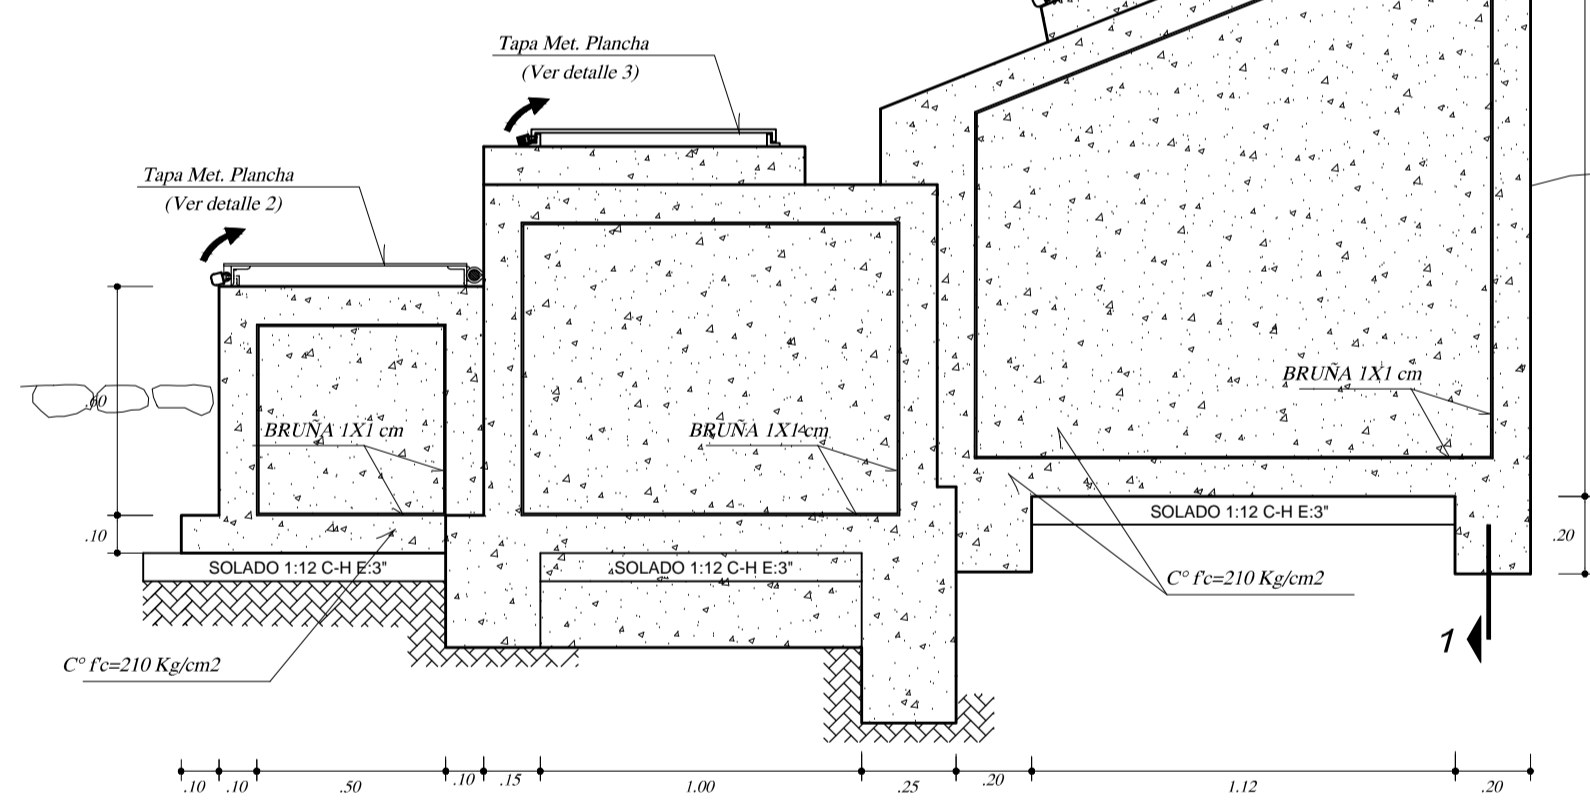 Tapa Met. Plancha
(Ver detalle 3)
Tapa Met. Plancha
(Ver detalle 2)
.60
.10
BRUÑA 1X1 cm
BRUÑA 1X1 cm
BRUÑA 1X1 cm
SOLADO 1:12 C-H E:3"
SOLADO 1:12 C-H E:3"
SOLADO 1:12 C-H E:3"
.20
C° f'c=210 Kg/cm2
C° f'c=210 Kg/cm2
1
.10 .10 .50 .10 .15 1.00 .25 .20 1.12 .20